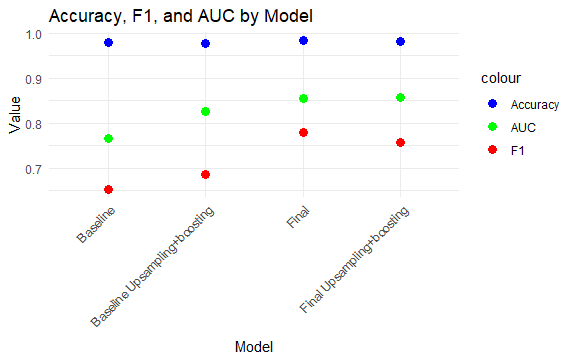 Accuracy, F1, and AUC by Model
1.0
0.9
0.8
0.7
Value
Baseline
Baseline Upsampling+boosting
Final
Final Upsampling+boosting
Model
colour
Accuracy
AUC
F1